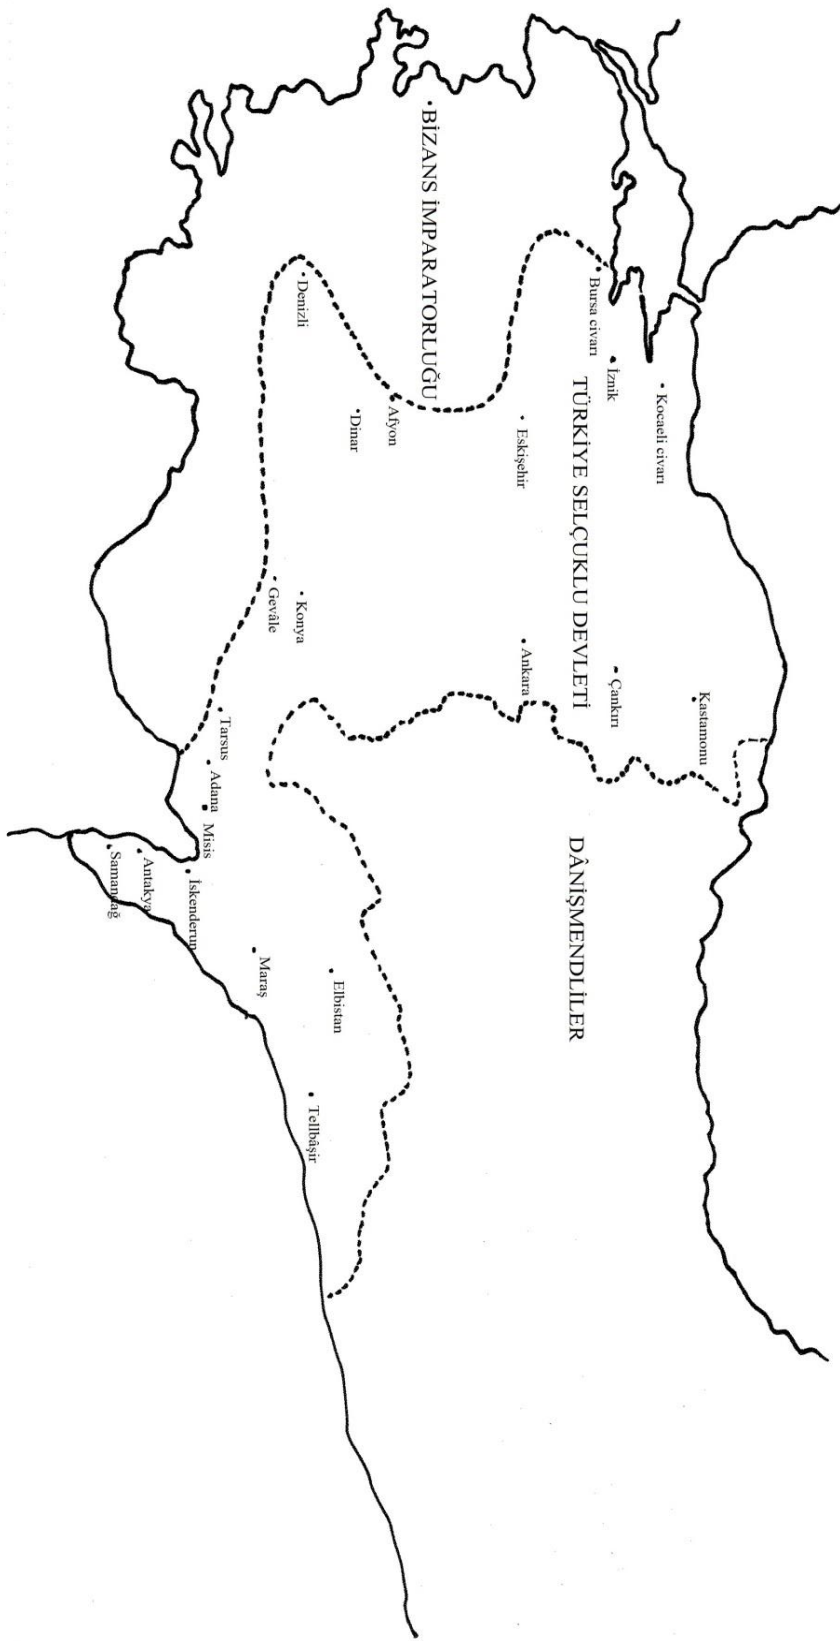 BİZANS İMPARATORLUĞU
TÜRKİYE SELÇUKLU DEVLETİ
DÂNİŞMENDLİLER
Kocaeli civarı
İznik
Bursa civarı
Eskişehir
Kastamonu
Çankırı
Ankara
Afyon
Dinar
Denizli
Konya
Gevâle
Tarsus
Adana
Misis
İskenderun
Antakya
Samandağ
Maraş
Elbistan
Tellbâşir